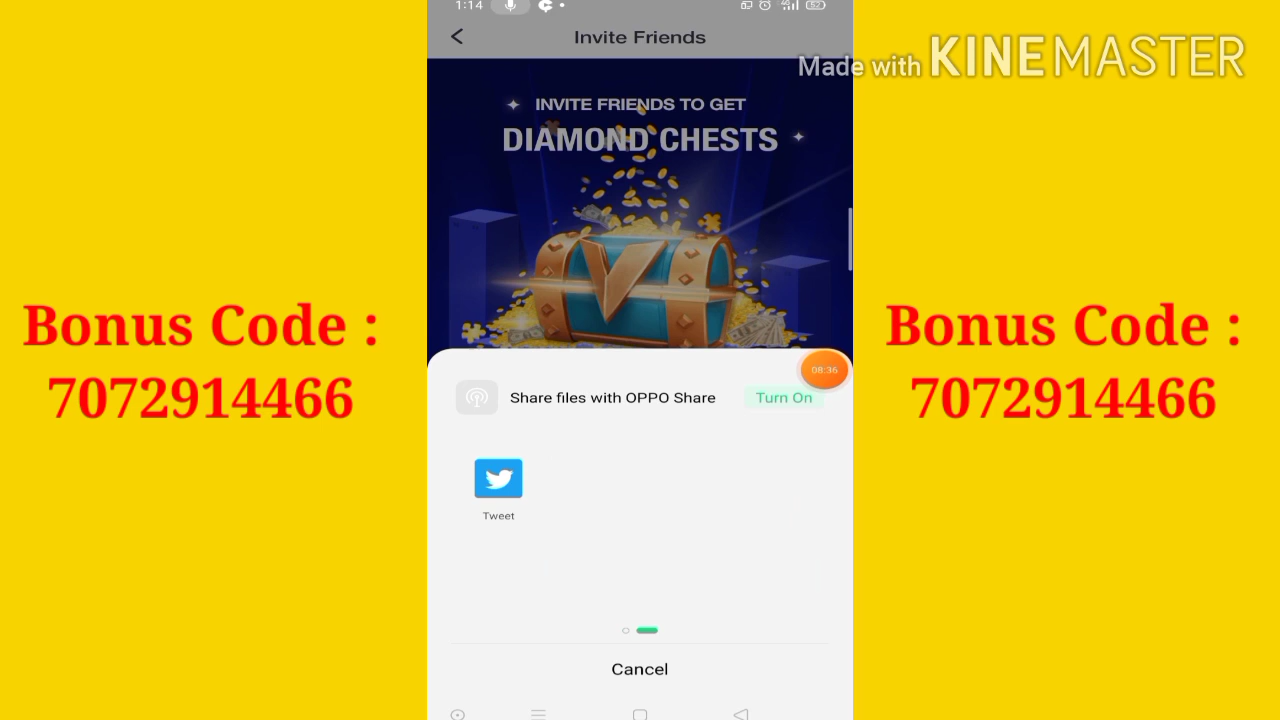 1:14
52
Invite Friends
Made with KINEMASTER
INVITE FRIENDS TO GET
DIAMOND CHESTS
Bonus Code :
7072914466
Bonus Code :
7072914466
08:36
Share files with OPPO Share
Turn On
Tweet
Cancel